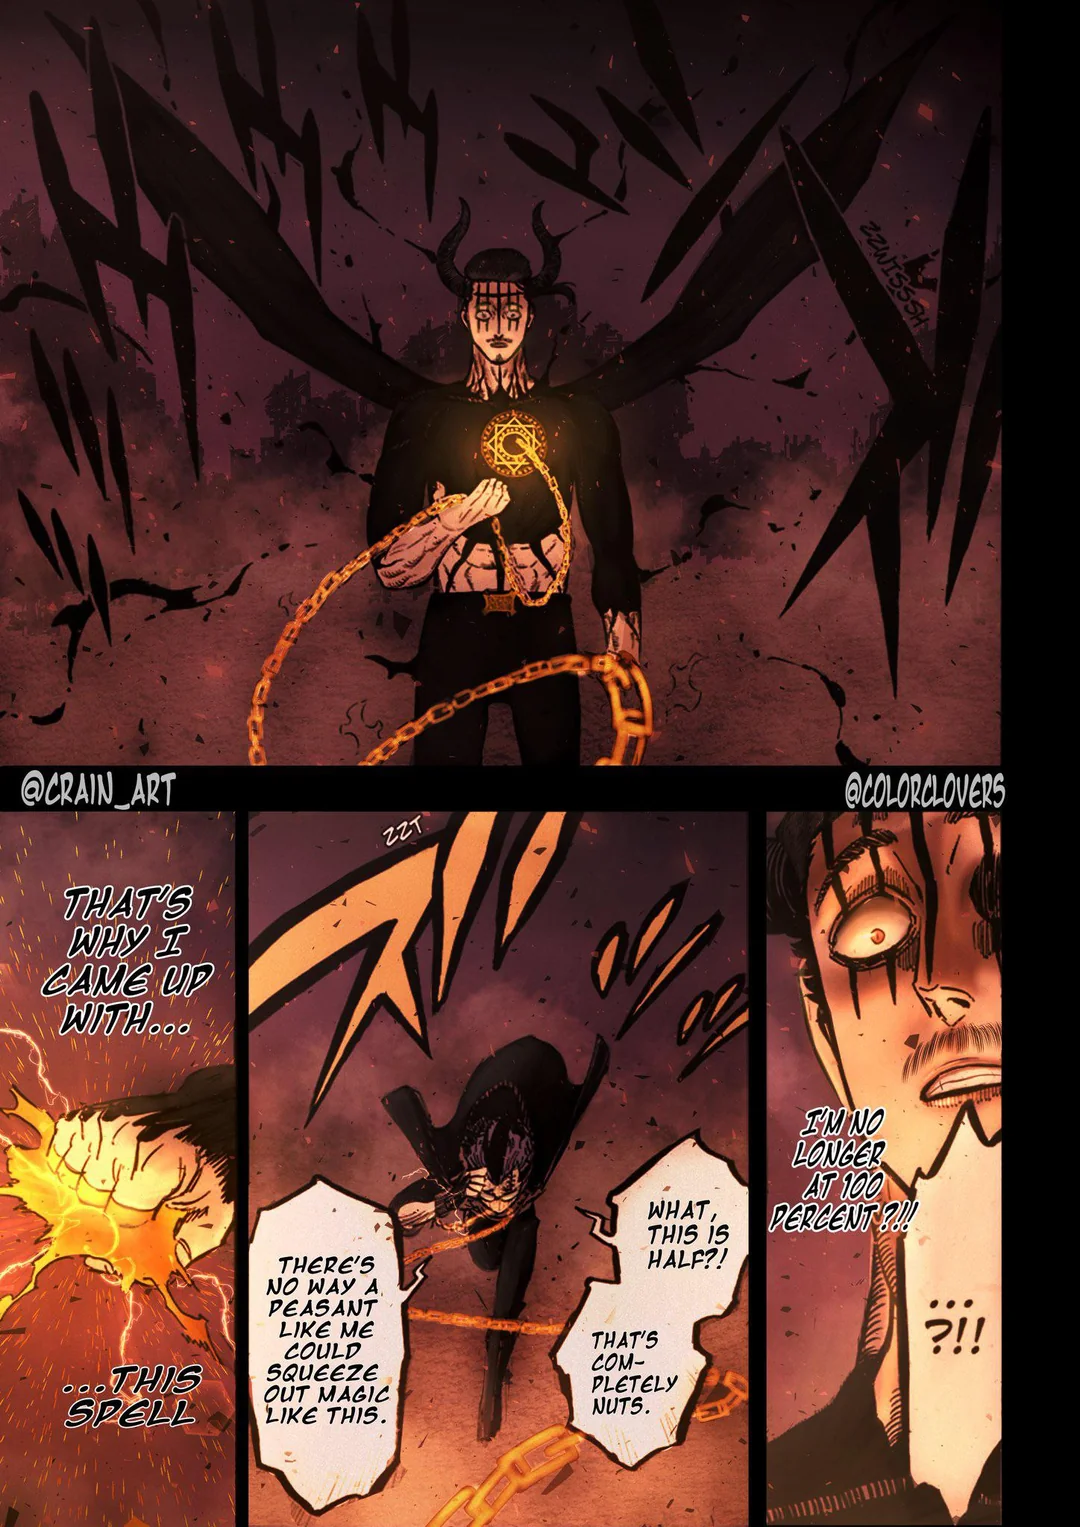 ZZWISSSH
@CRAIN_ART
@COLORCLOVERS
I'M NO
LONGER
AT 100
PERCENT?!!
...
?!!
ZZT
WHAT,
THIS IS
HALF?!
THAT'S
COM-
PLETELY
NUTS.
THERE'S
NO WAY A
PEASANT
LIKE ME
COULD
SQUEEZE
OUT MAGIC
LIKE THIS.
THAT'S
WHY I
CAME UP
WITH...
...THIS
SPELL